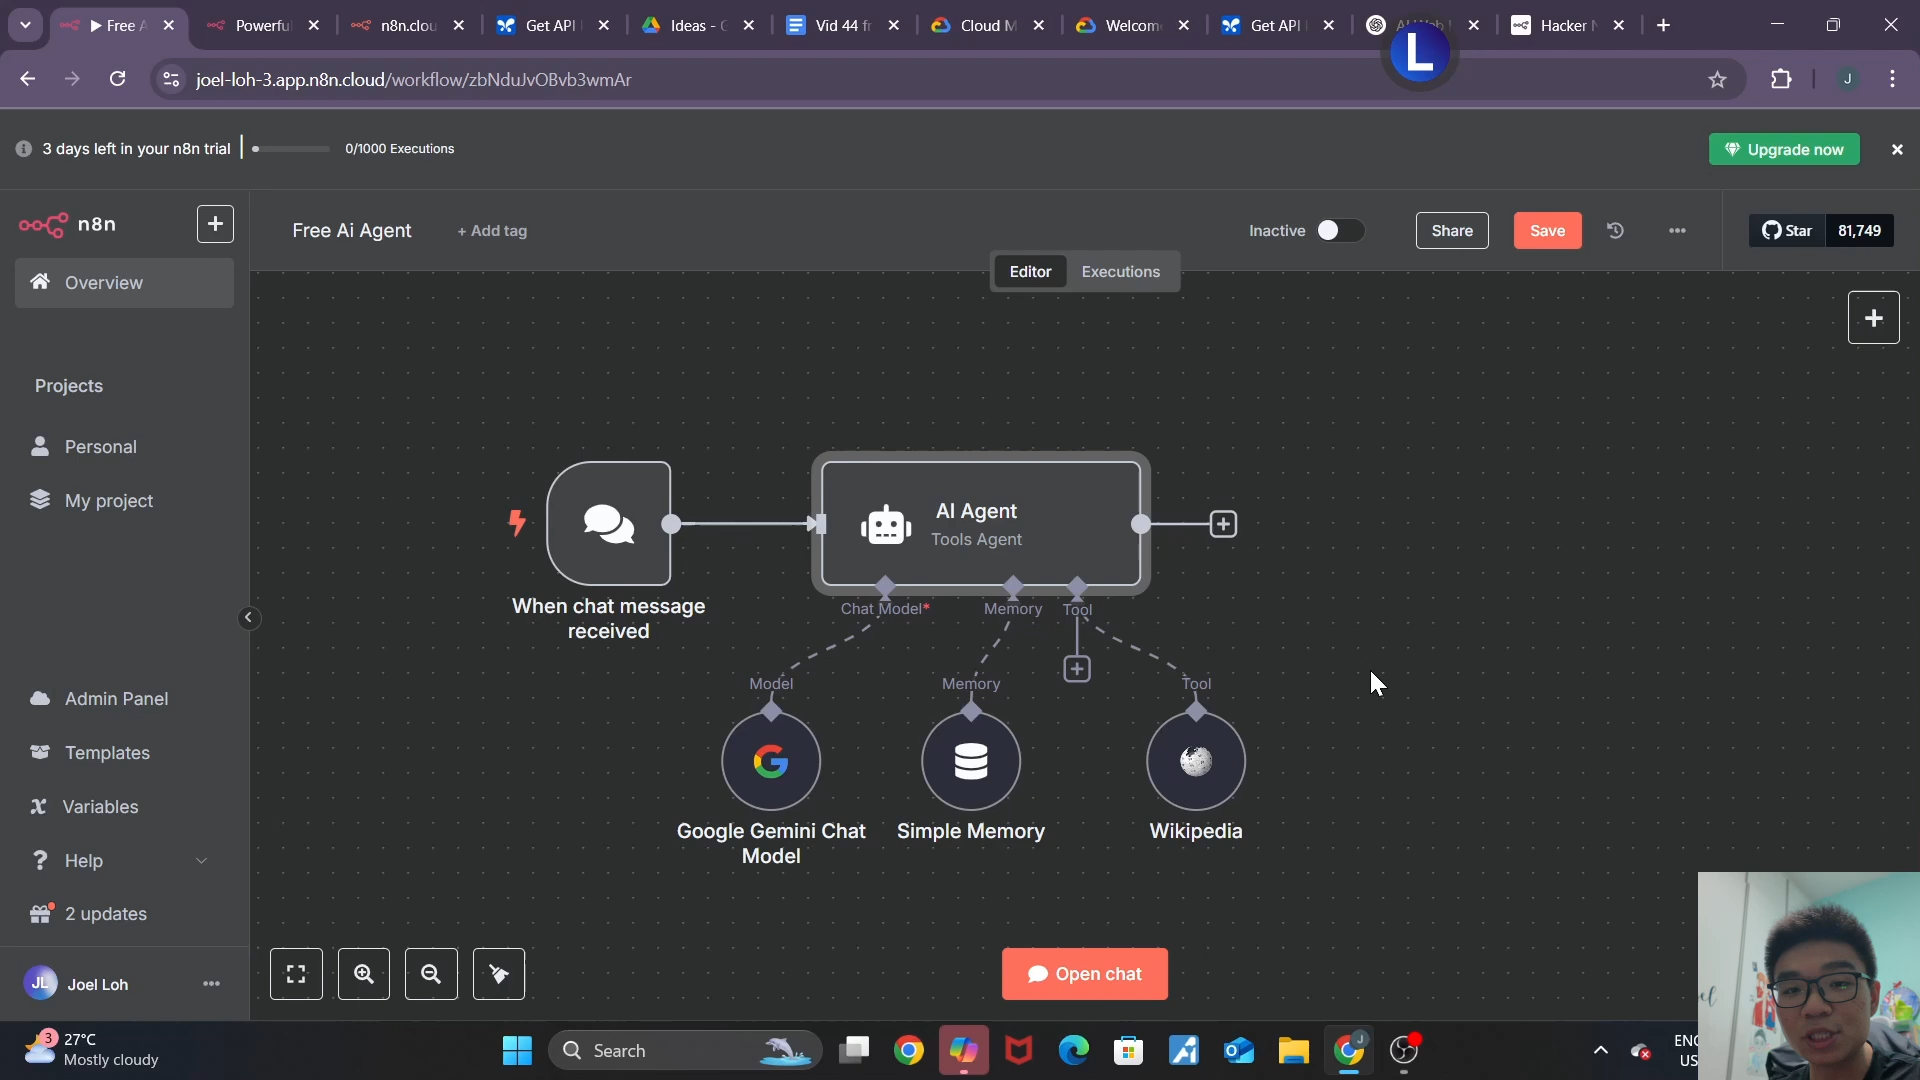 Free A
Powerfu
n8n.clou
Get API
Ideas - G
Vid 44 fr
Cloud M
Welcom
Get API
Hacker N
L
joel-loh-3.app.n8n.cloud/workflow/zbNduJvOBvb3wmAr
J
3 days left in your n8n trial
0/1000 Executions
Upgrade now
n8n
Free Ai Agent
+ Add tag
Inactive
Share
Save
Star
81,749
Editor
Executions
Overview
Projects
Personal
My project
AI Agent
Tools Agent
When chat message
received
Chat Model*
Memory
Tool
Model
Memory
Tool
Google Gemini Chat
Model
Simple Memory
Wikipedia
Admin Panel
Templates
Variables
Help
2 updates
JL
Joel Loh
Open chat
3
27°C
Mostly cloudy
Search
J
ENG
US